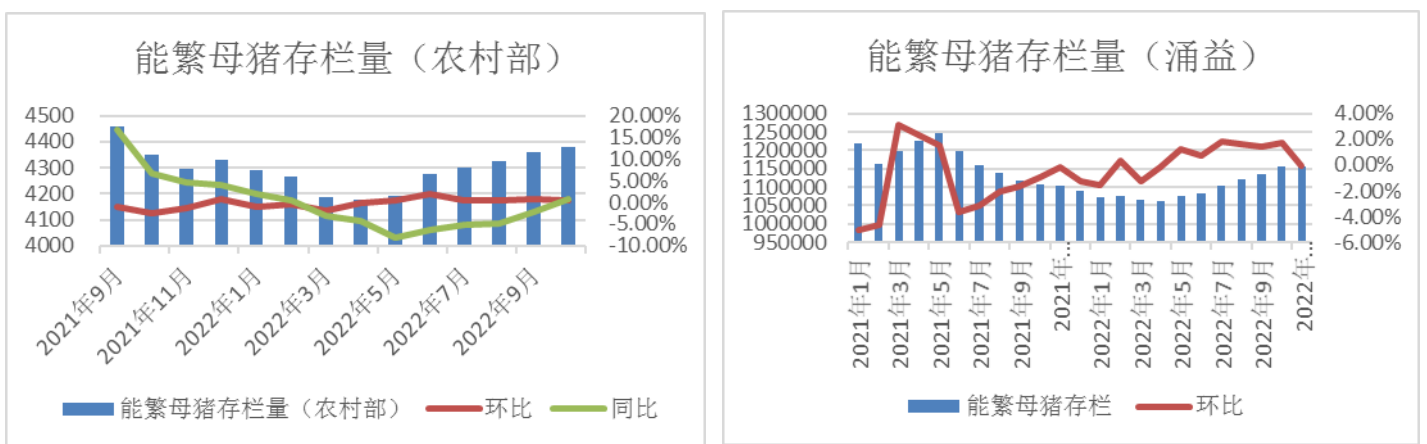 能繁母猪存栏量（农村部）
4500
4400
4300
4200
4100
4000
20.00%
15.00%
10.00%
5.00%
0.00%
-5.00%
-10.00%
2021年9月
2021年11月
2022年1月
2022年3月
2022年5月
2022年7月
2022年9月
能繁母猪存栏量（农村部） 环比 同比
能繁母猪存栏量（涌益）
1300000
1250000
1200000
1150000
1100000
1050000
1000000
950000
4.00%
2.00%
0.00%
-2.00%
-4.00%
-6.00%
2021年1月
2021年3月
2021年5月
2021年7月
2021年9月
2021年…
2022年1月
2022年3月
2022年5月
2022年7月
2022年9月
2022年…
能繁母猪存栏 环比